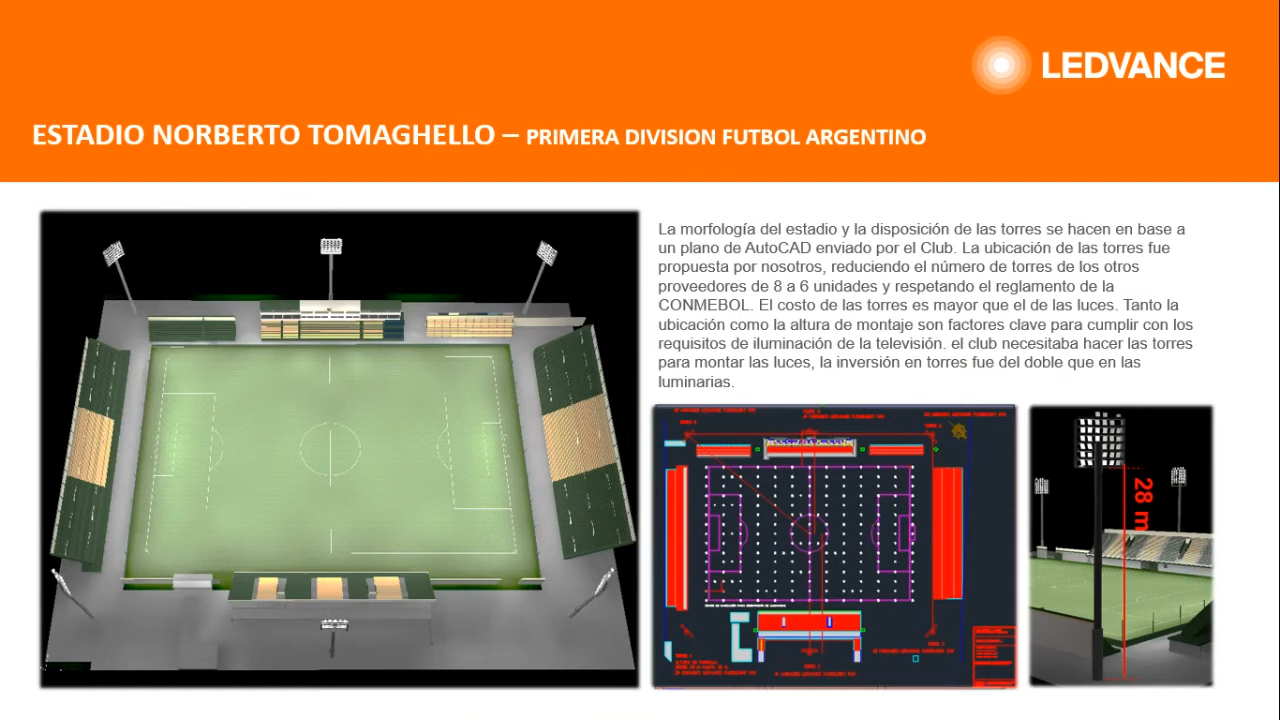 LEDVANCE
ESTADIO NORBERTO TOMAGHELLO – PRIMERA DIVISION FUTBOL ARGENTINO
La morfología del estadio y la disposición de las torres se hacen en base a
un plano de AutoCAD enviado por el Club. La ubicación de las torres fue
propuesta por nosotros, reduciendo el número de torres de los otros
proveedores de 8 a 6 unidades y respetando el reglamento de la
CONMEBOL. El costo de las torres es mayor que el de las luces. Tanto la
ubicación como la altura de montaje son factores clave para cumplir con los
requisitos de iluminación de la televisión. el club necesitaba hacer las torres
para montar las luces, la inversión en torres fue del doble que en las
luminarias.
28 m